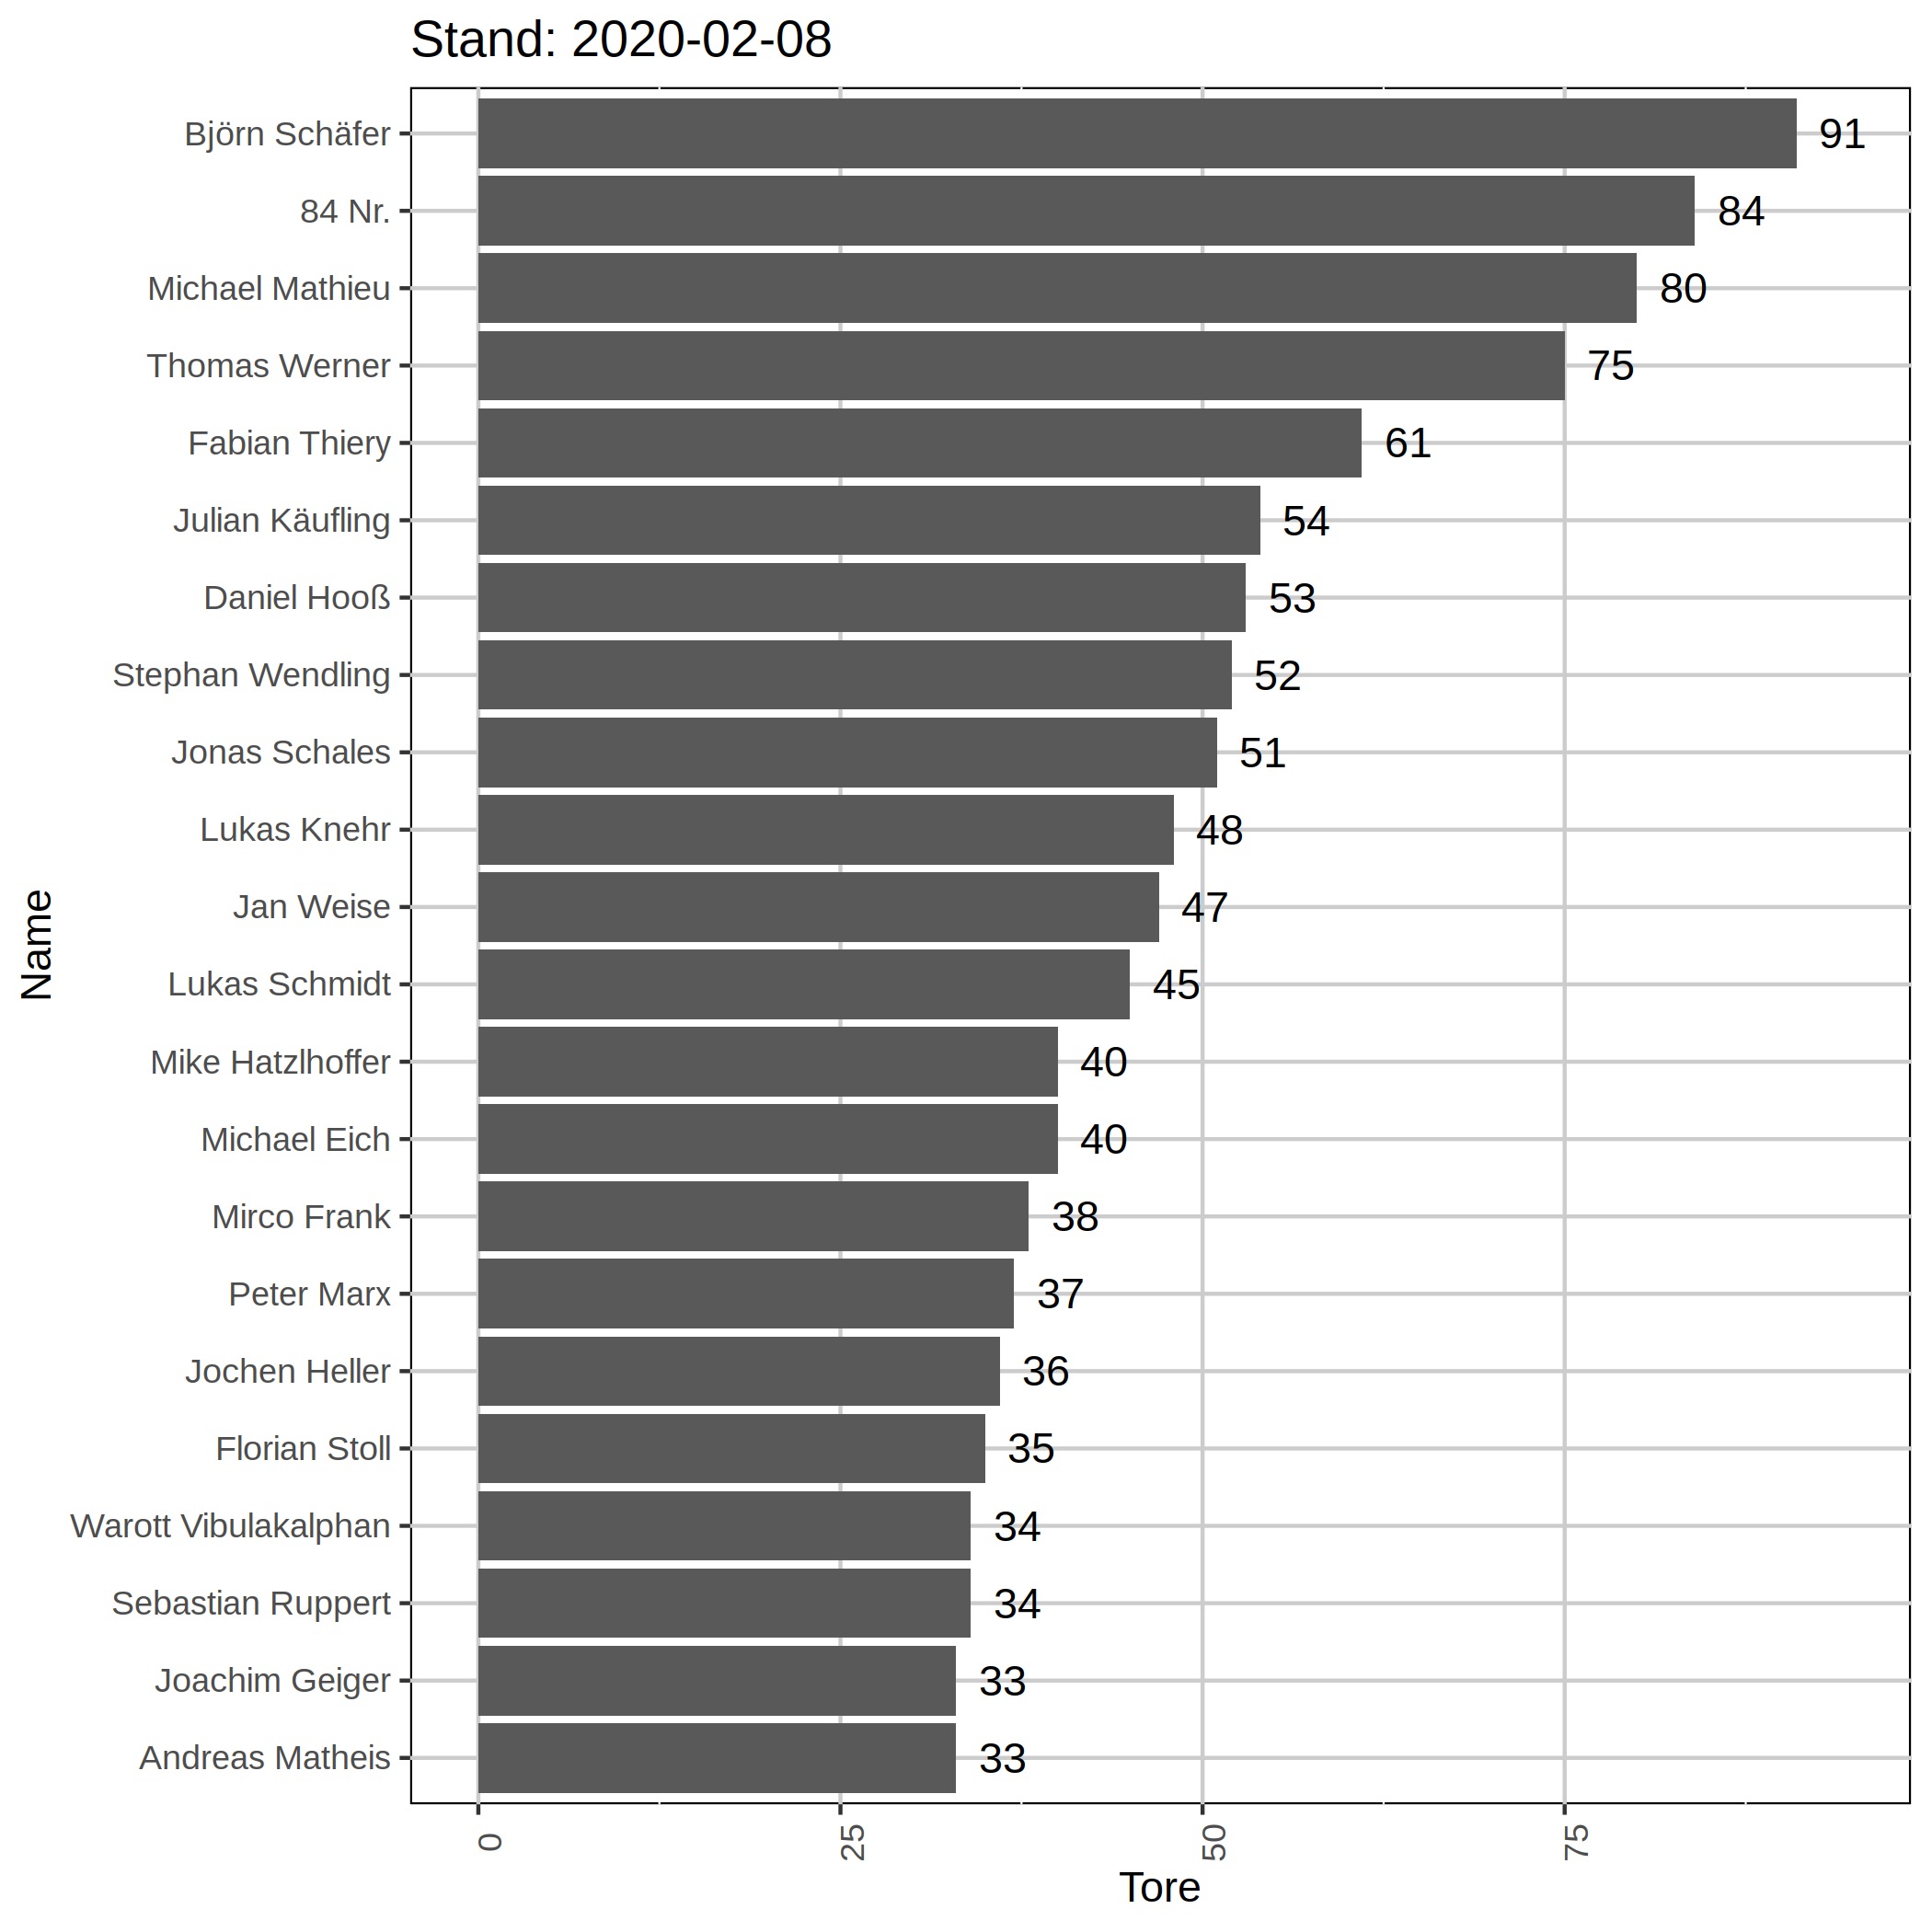 Stand: 2020-02-08
Björn Schäfer 91
84 Nr. 84
Michael Mathieu 80
Thomas Werner 75
Fabian Thiery 61
Julian Käufling 54
Daniel Hooß 53
Stephan Wendling 52
Jonas Schales 51
Lukas Knehr 48
Jan Weise 47
Lukas Schmidt 45
Mike Hatzlhoffer 40
Michael Eich 40
Mirco Frank 38
Peter Marx 37
Jochen Heller 36
Florian Stoll 35
Warott Vibulakalphan 34
Sebastian Ruppert 34
Joachim Geiger 33
Andreas Matheis 33
Name
0 25 50 75
Tore